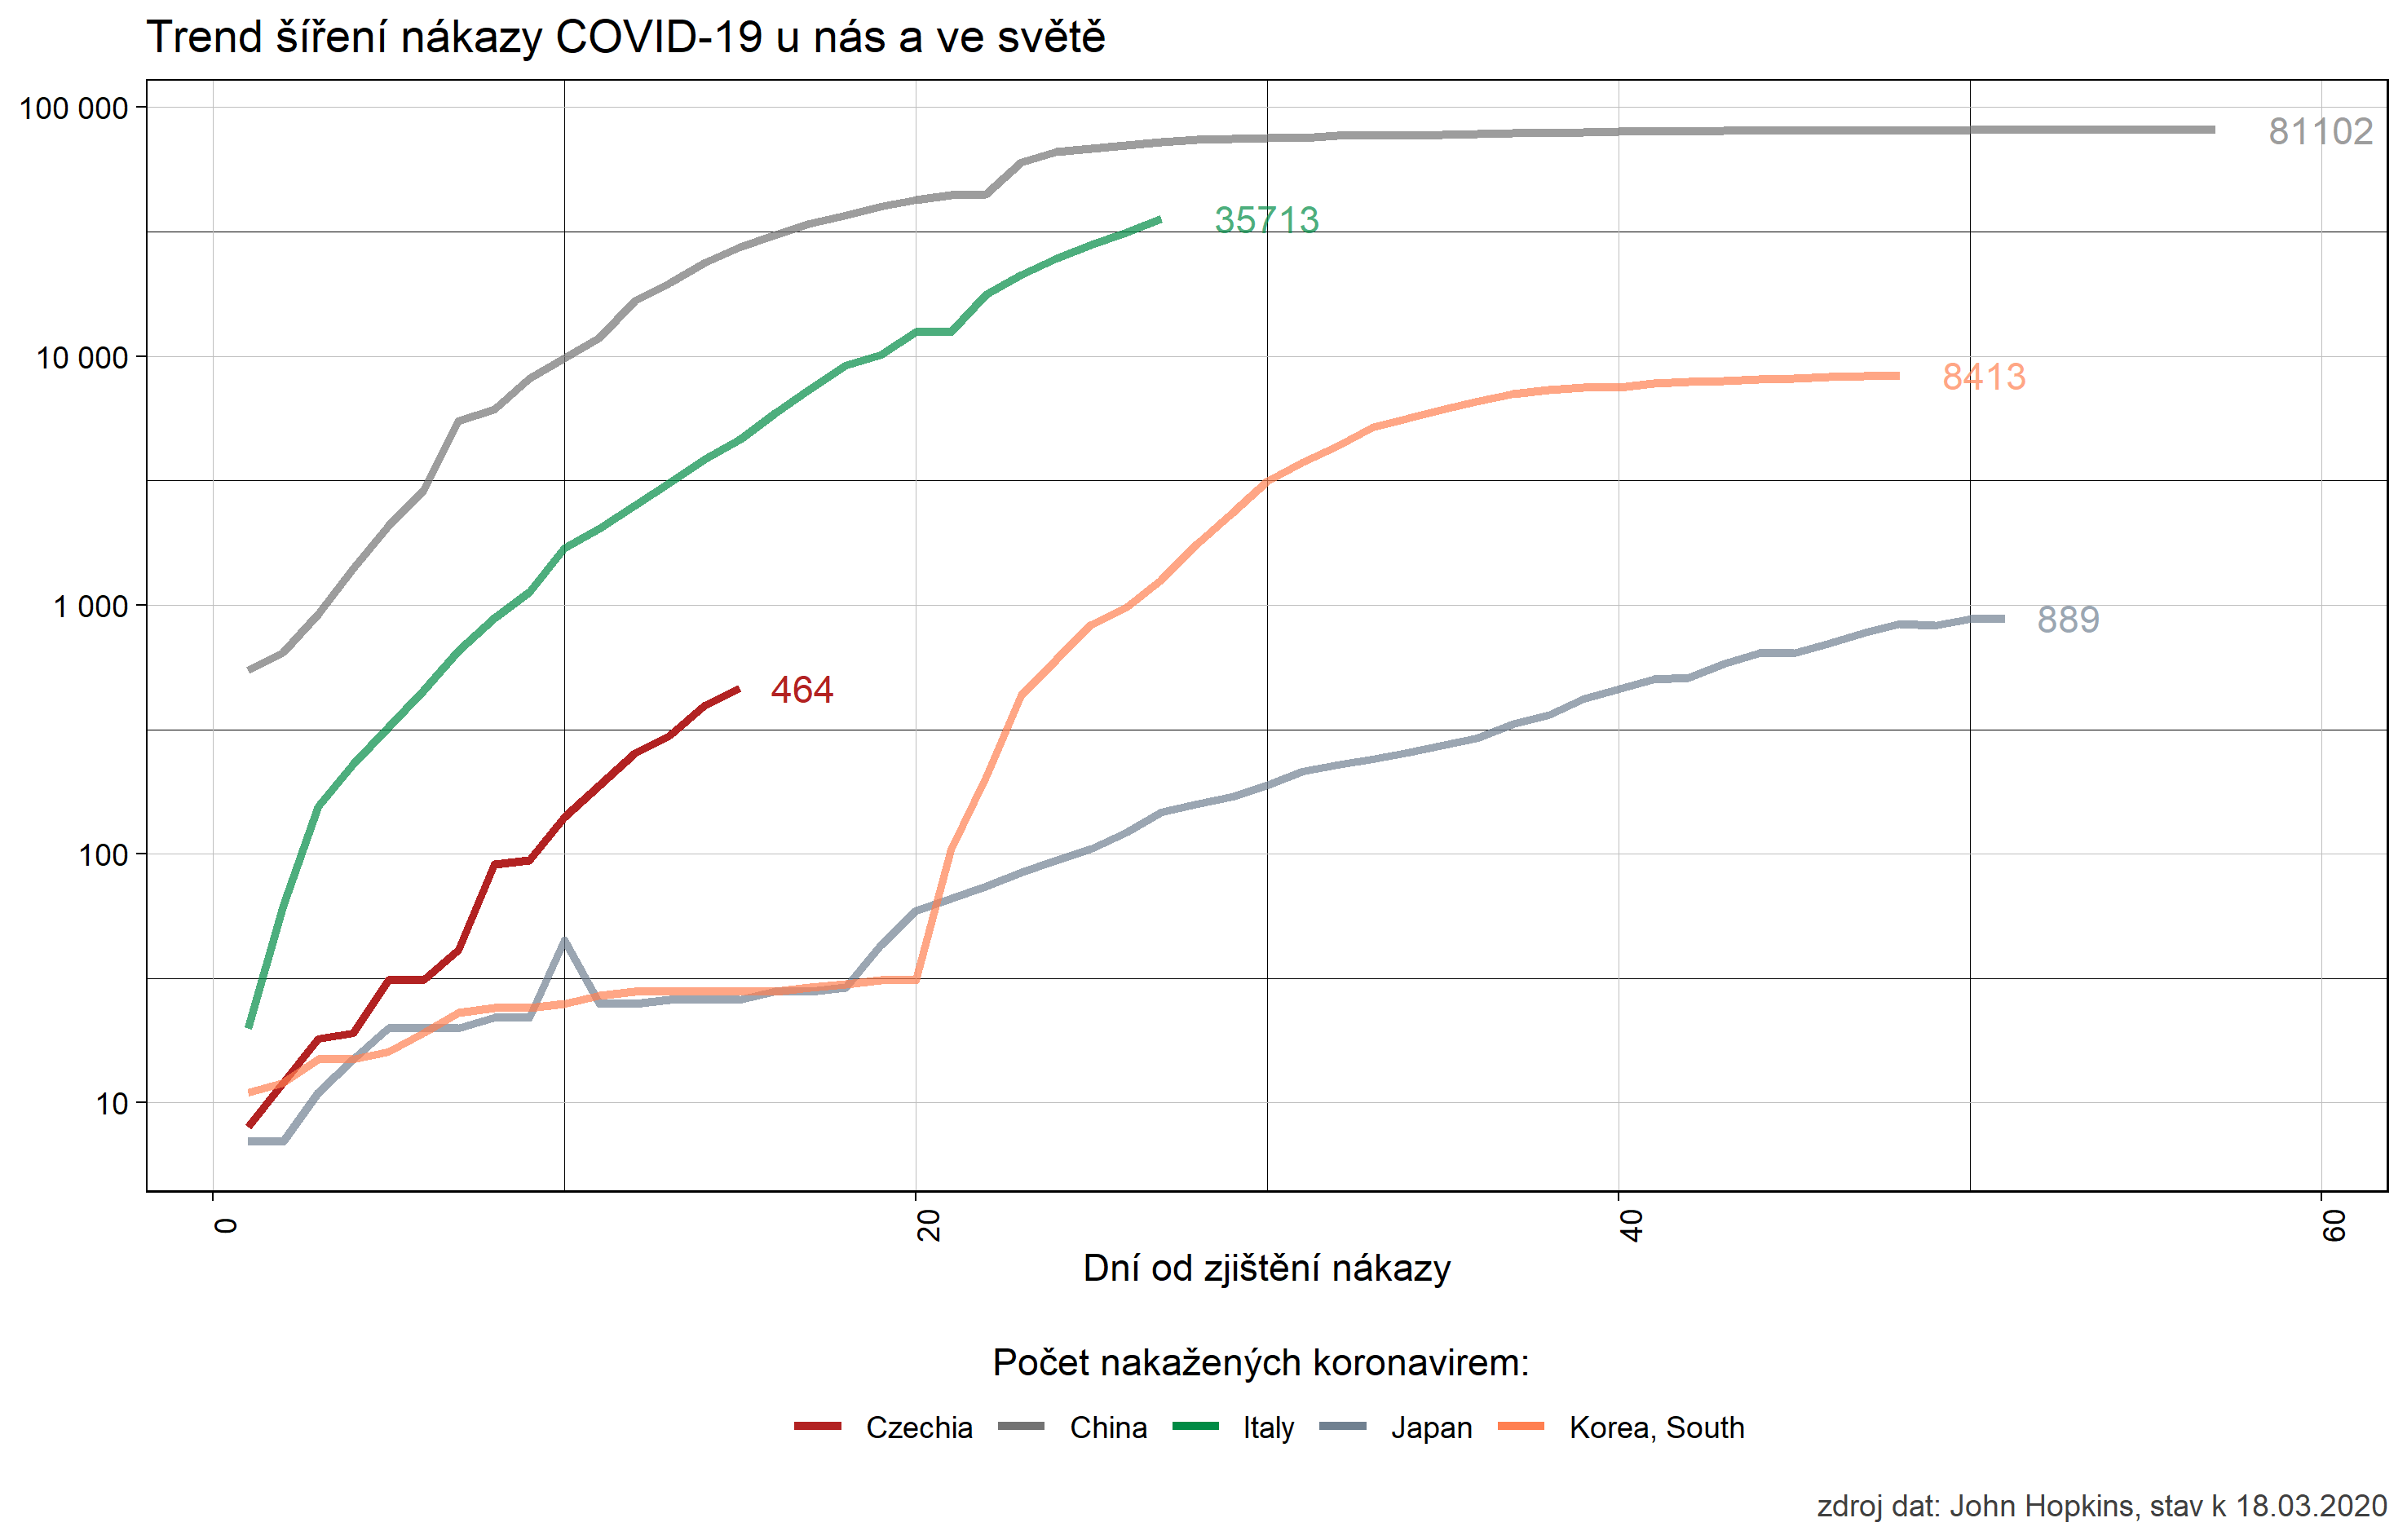 Trend šíření nákazy COVID-19 u nás a ve světě
100 000
10 000
1 000
100
10
81102
35713
8413
889
464
0
20
40
60
Dní od zjištění nákazy
Počet nakažených koronavirem:
Czechia China Italy Japan Korea, South
zdroj dat: John Hopkins, stav k 18.03.2020